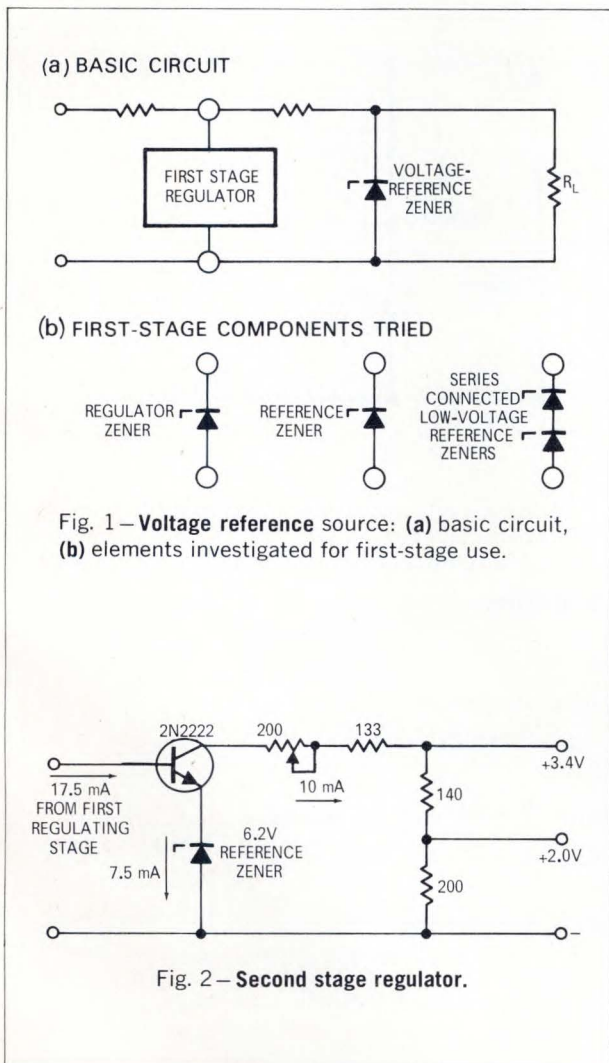 (a) BASIC CIRCUIT
FIRST STAGE
REGULATOR
VOLTAGE-
REFERENCE
ZENER
RL
(b) FIRST-STAGE COMPONENTS TRIED
REGULATOR
ZENER
REFERENCE
ZENER
SERIES
CONNECTED
LOW-VOLTAGE
REFERENCE
ZENERS
Fig. 1 – Voltage reference source: (a) basic circuit,
(b) elements investigated for first-stage use.
2N2222
200
133
+3.4V
17.5 mA
FROM FIRST
REGULATING
STAGE
10 mA
140
6.2V
REFERENCE
ZENER
7.5 mA
+2.0V
200
–
Fig. 2 – Second stage regulator.